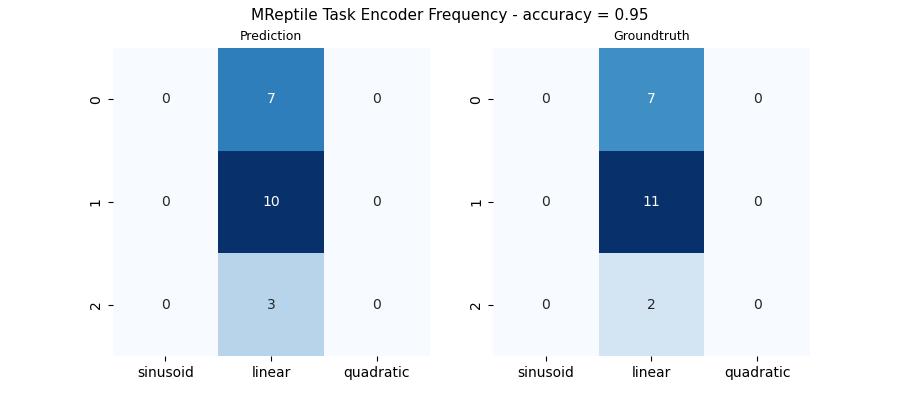 MReptile Task Encoder Frequency - accuracy = 0.95
Prediction
Groundtruth
0
0 7 0
0 7 0
1
0 10 0
1
0 11 0
2
0 3 0
2
0 2 0
sinusoid linear quadratic
sinusoid linear quadratic